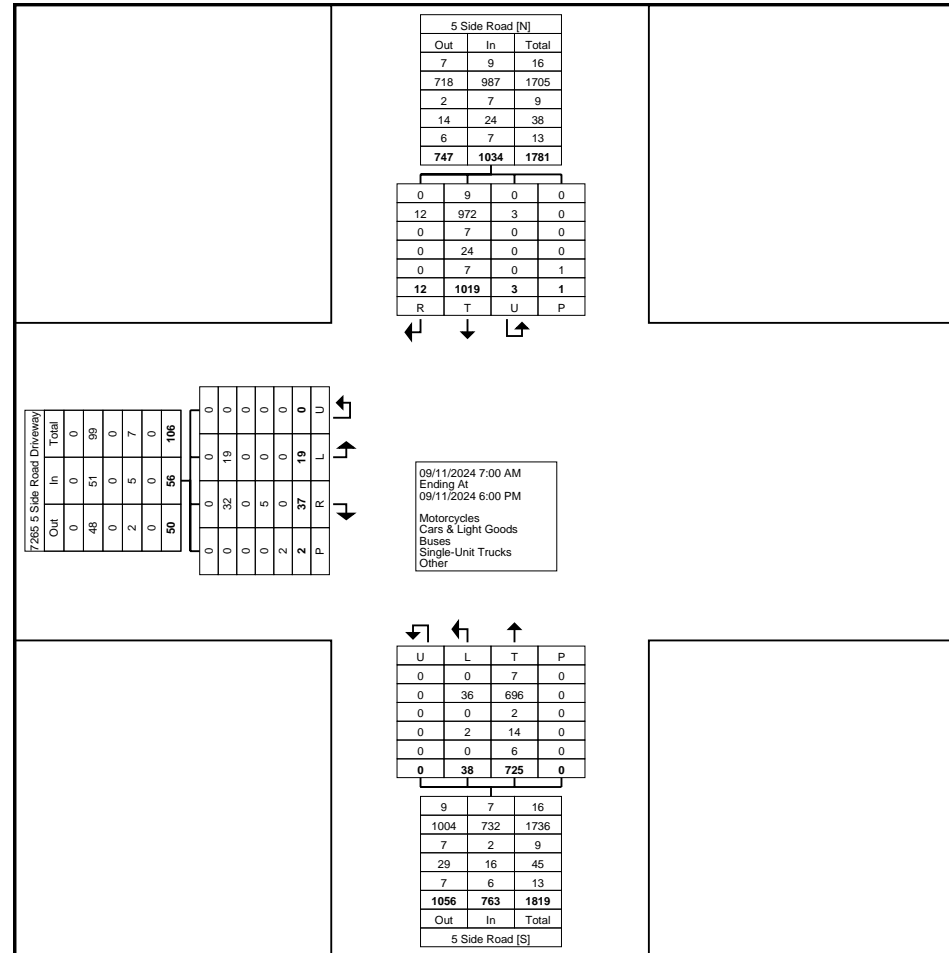 5 Side Road [N]
Out In Total
7 9 16
718 987 1705
2 7 9
14 24 38
6 7 13
747 1034 1781
0 9 0 0
12 972 3 0
0 7 0 0
0 24 0 0
0 7 0 1
12 1019 3 1
R T U P
7265 5 Side Road Driveway
Out In Total
0 0 0
48 51 99
0 0 0
2 5 7
0 0 0
50 56 106
0 0 0 0
0 32 19 0
0 0 0 0
0 5 0 0
2 0 0 0
2 37 19 0
P R L U
09/11/2024 7:00 AM
Ending At
09/11/2024 6:00 PM
Motorcycles
Cars & Light Goods
Buses
Single-Unit Trucks
Other
U L T P
0 0 7 0
0 36 696 0
0 0 2 0
0 2 14 0
0 0 6 0
0 38 725 0
9 7 16
1004 732 1736
7 2 9
29 16 45
7 6 13
1056 763 1819
Out In Total
5 Side Road [S]